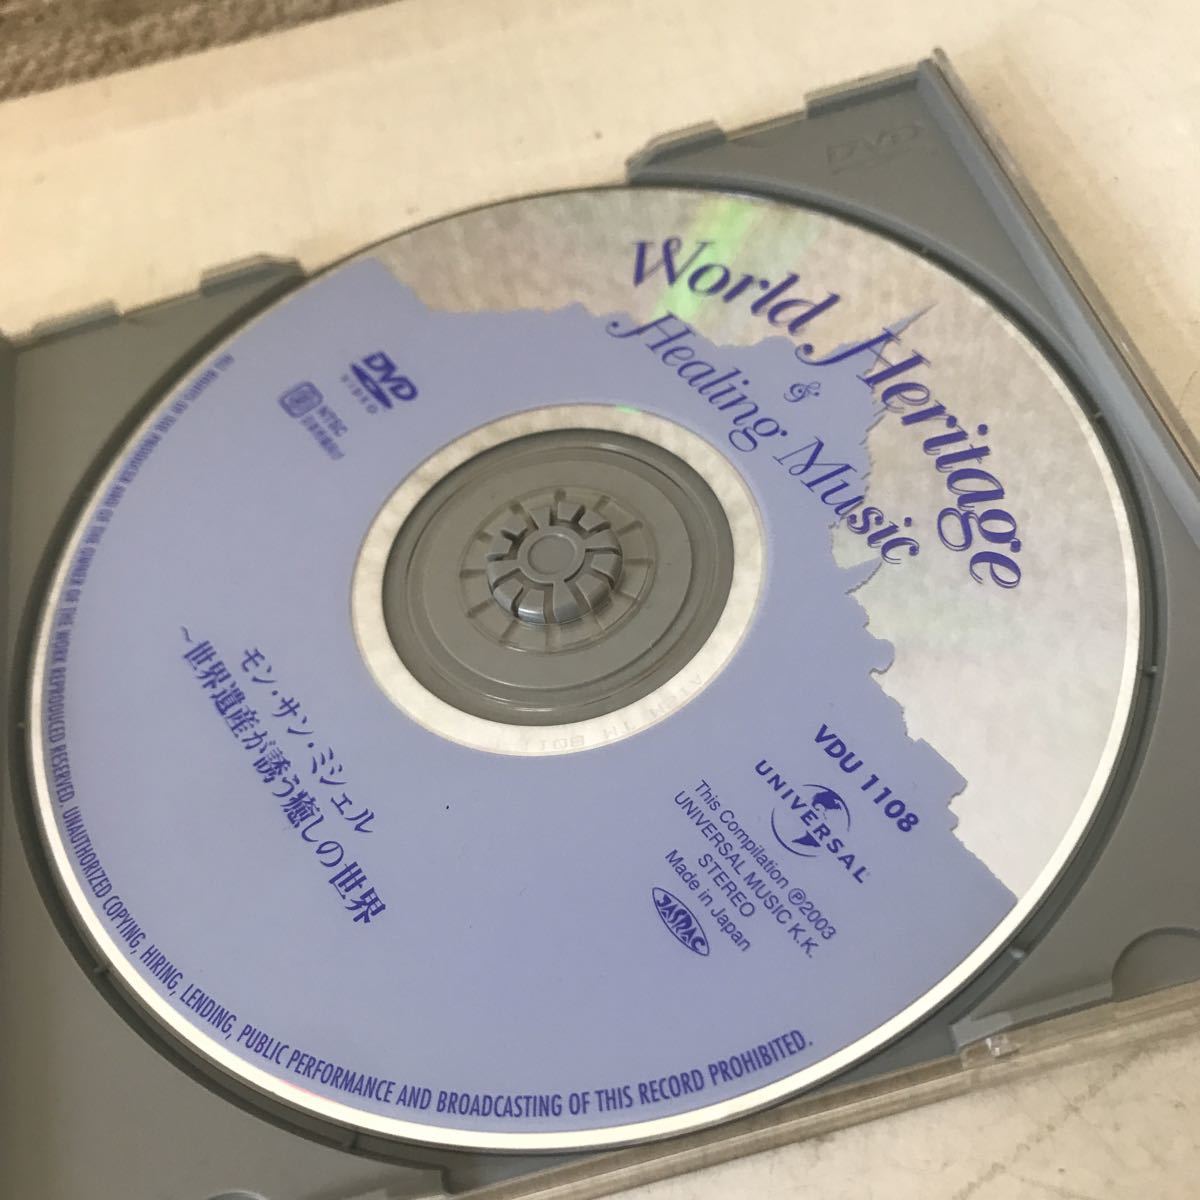 World Heritage
&
Healing Music
DVD
VIDEO
NTSC
モン・サン・ミシェル
~世界遺産が誘う癒しの世界
VDU 1108
UNIVERSAL
This Compilation ℗2003
UNIVERSAL MUSIC K.K.
STEREO
Made in Japan
JASRAC
ALL RIGHTS OF THE PRODUCER AND OF THE OWNER OF THE WORK REPRODUCED RESERVED. UNAUTHORIZED COPYING, HIRING, LENDING, PUBLIC PERFORMANCE AND BROADCASTING OF THIS RECORD PROHIBITED.
DVD